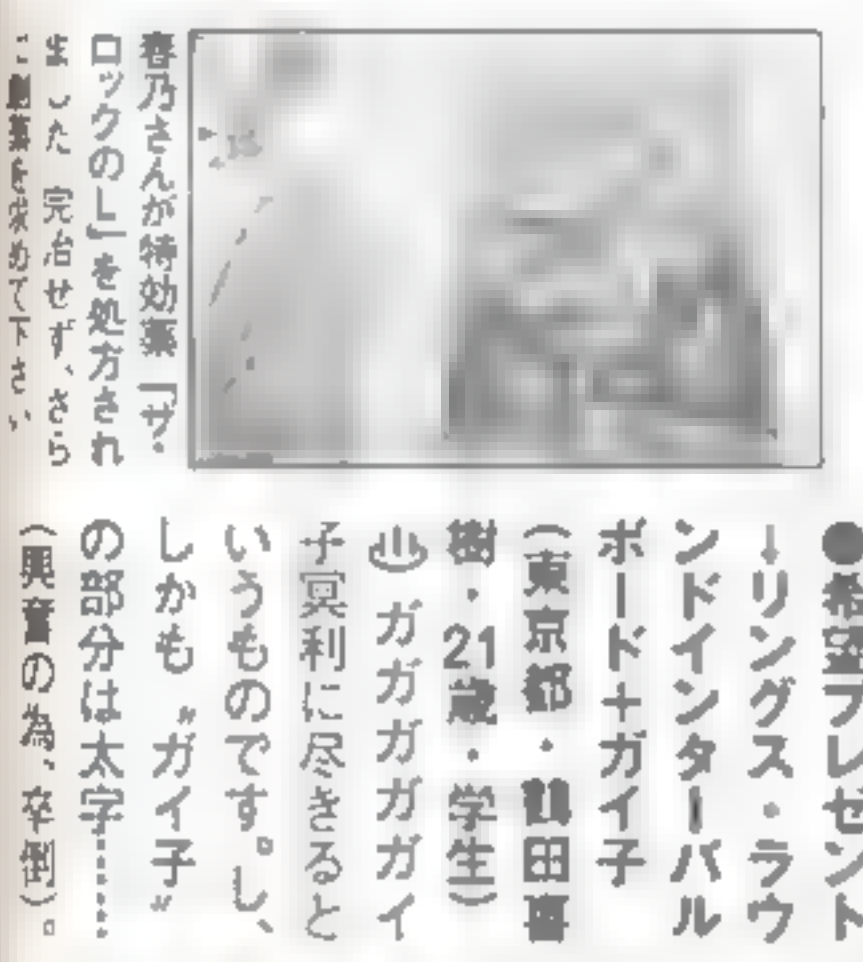 春乃さんが特効薬『ザ・
ロックのL』を処方され
ました 完治せず、さら
に劇薬を求めて下さい
●希望プレゼント
→リングス・ラウ
ンドインターバル
ボード＋ガイ子
（東京都・鶴田喜
樹・21歳・学生）
♨ガガガガガイ
子冥利に尽きると
いうものです。し、
しかも〝ガイ子〟
の部分は太字……
（興奮の為、卒倒）。